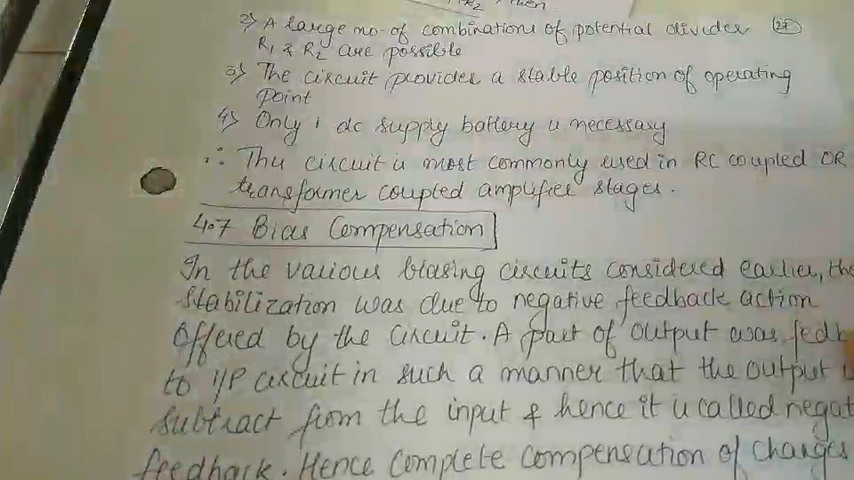 then
2) A large no. of combinations of potential divider
R1 & R2 are possible
3) The circuit provides a stable position of operating
point
4) Only 1 dc supply battery is necessary
∴ This circuit is most commonly used in RC coupled OR
transformer coupled amplifier stages.
4.7 Bias Compensation
In the various biasing circuits considered earlier, the
stabilization was due to negative feedback action
offered by the circuit. A part of output was fedb
to I/P circuit in such a manner that the output
subtract from the input & hence it is called negat
feedback. Hence complete compensation of changes